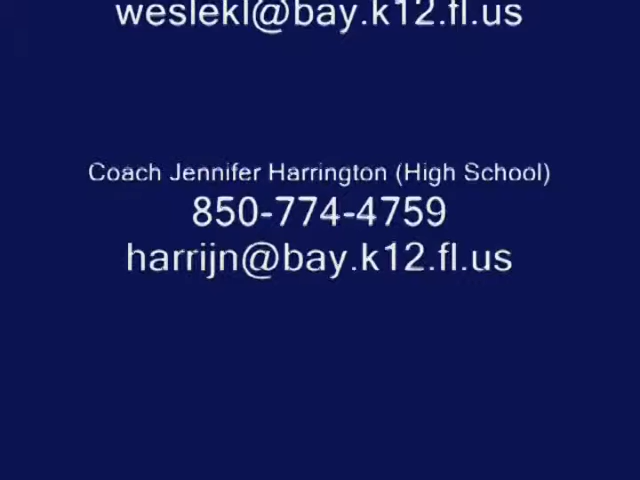 weslekl@bay.k12.fl.us
Coach Jennifer Harrington (High School)
850-774-4759
harrijn@bay.k12.fl.us